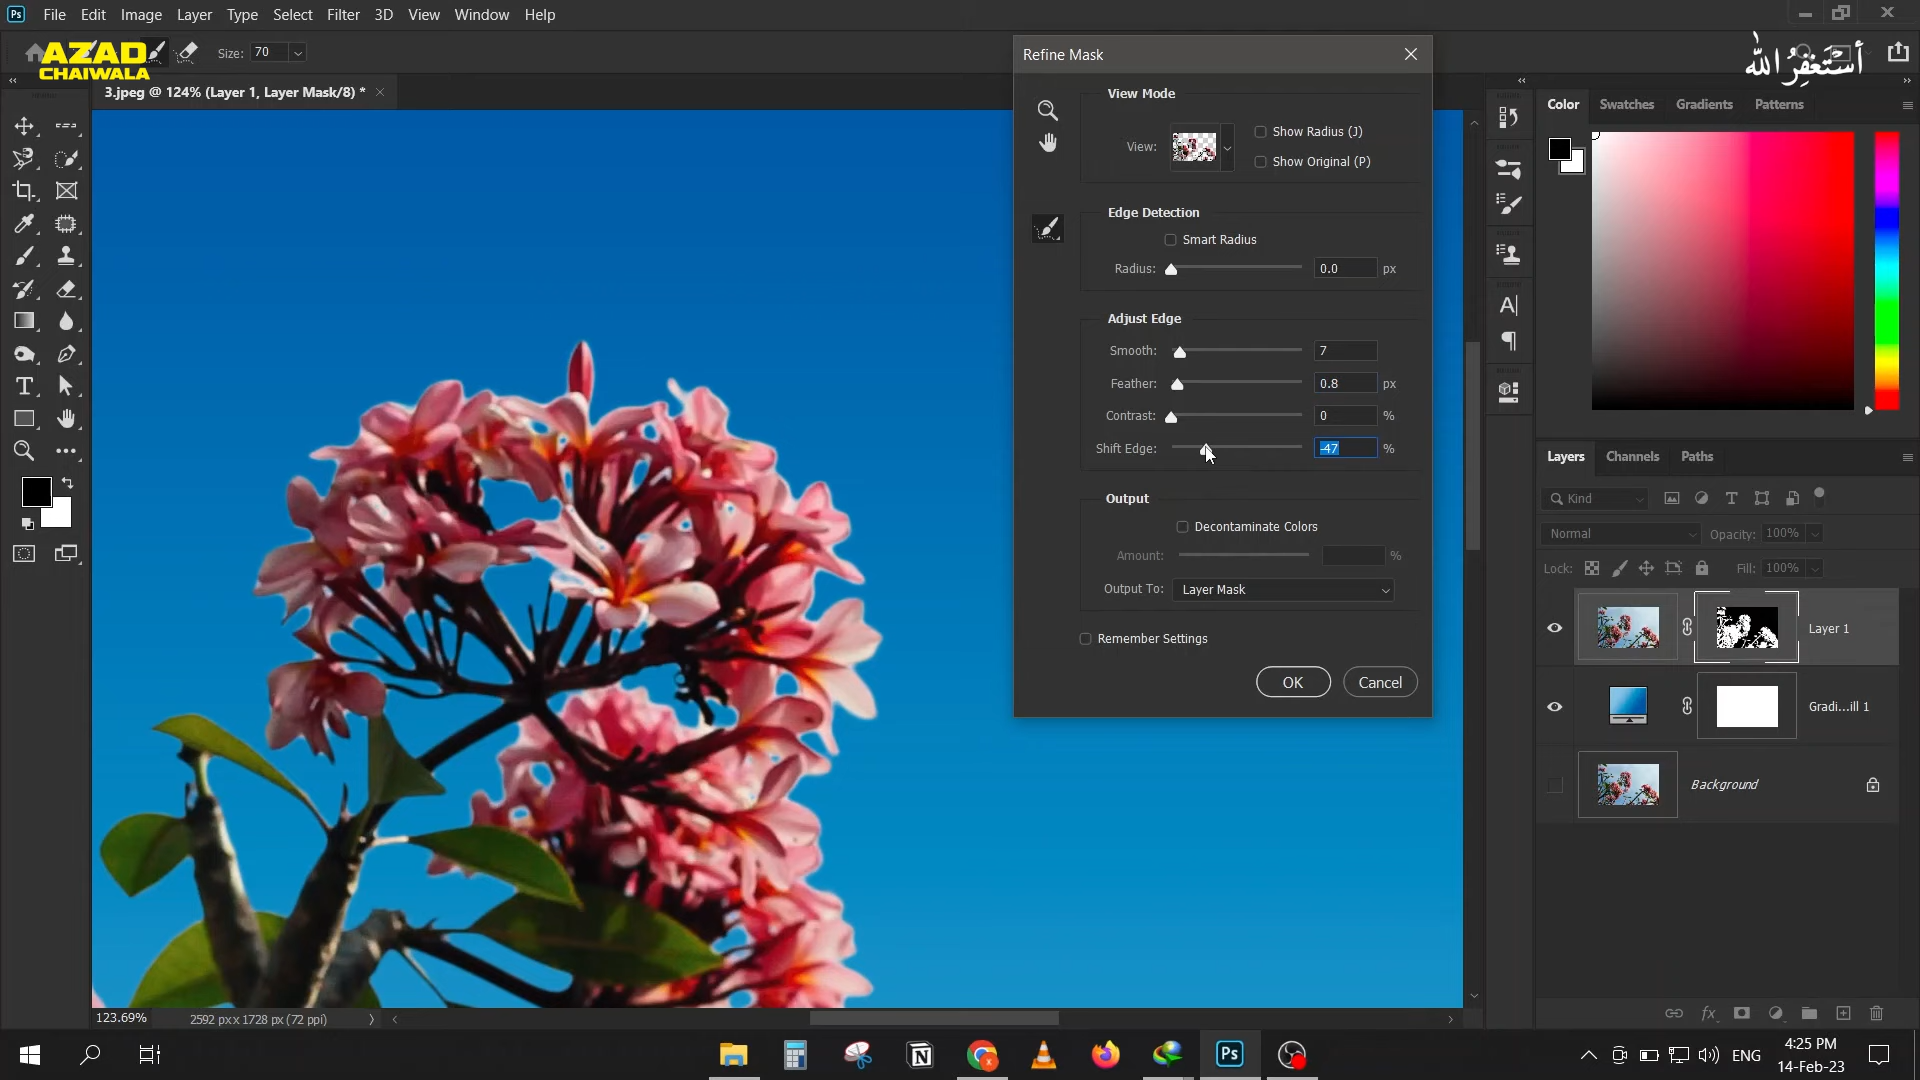 Ps File Edit Image Layer Type Select Filter 3D View Window Help
AZAD
CHAIWALA
Size: 70
أَسْتَغْفِرُ اللّٰه
3.jpeg @ 124% (Layer 1, Layer Mask/8) *
Refine Mask
View Mode
View:
Show Radius (J)
Show Original (P)
Edge Detection
Smart Radius
Radius: 0.0 px
Adjust Edge
Smooth: 7
Feather: 0.8 px
Contrast: 0 %
Shift Edge: -47 %
Output
Decontaminate Colors
Amount: %
Output To: Layer Mask
Remember Settings
OK Cancel
Color Swatches Gradients Patterns
Layers Channels Paths
Kind
Normal Opacity: 100%
Lock: Fill: 100%
Layer 1
Gradi...ill 1
Background
123.69% 2592 px x 1728 px (72 ppi)
Ps
ENG
4:25 PM
14-Feb-23